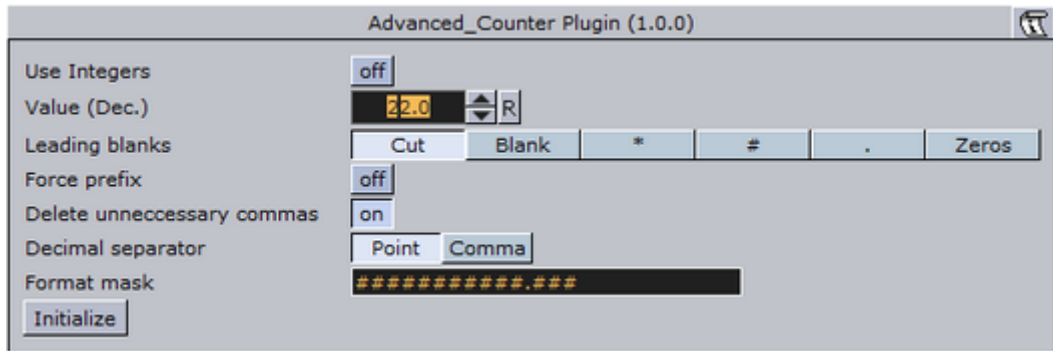 Advanced_Counter Plugin (1.0.0)
Use Integers off
Value (Dec.) 22.0 R
Leading blanks Cut Blank * # . Zeros
Force prefix off
Delete unneccessary commas on
Decimal separator Point Comma
Format mask ###########.###
Initialize